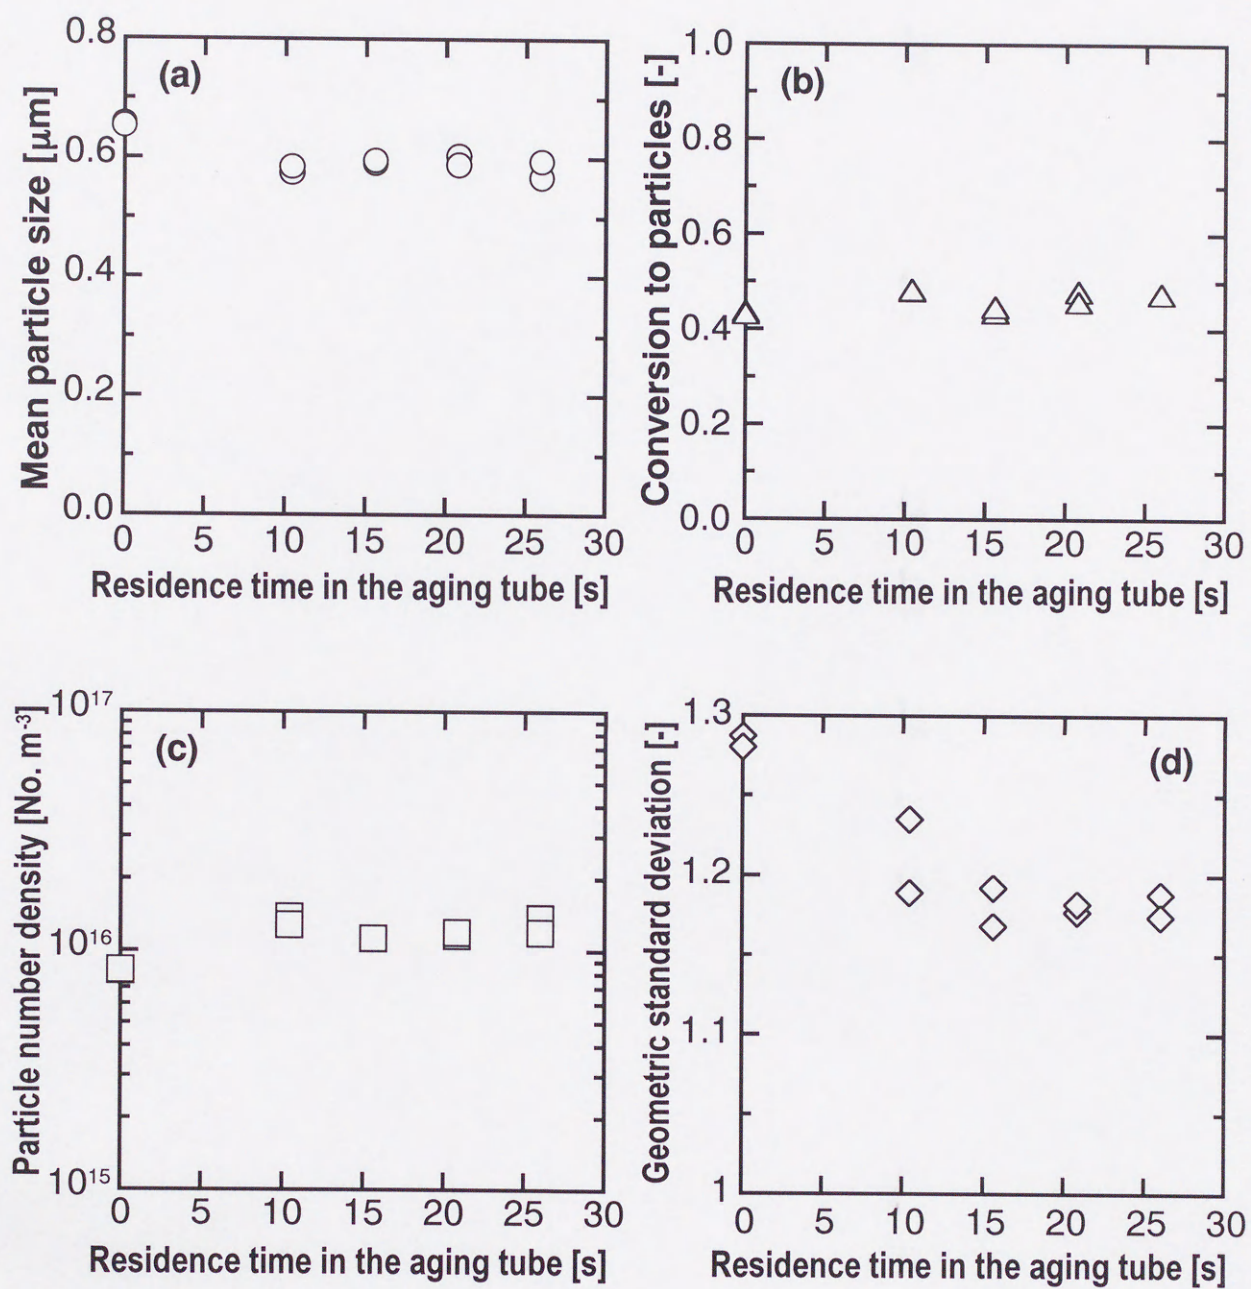 0.8
(a)
0.6
0.4
0.2
0.0
0 5 10 15 20 25 30
Mean particle size [μm]
Residence time in the aging tube [s]
1.0
(b)
0.8
0.6
0.4
0.2
0.0
0 5 10 15 20 25 30
Conversion to particles [-]
Residence time in the aging tube [s]
10¹⁷
(c)
10¹⁶
10¹⁵
0 5 10 15 20 25 30
Particle number density [No. m⁻³]
Residence time in the aging tube [s]
1.3
(d)
1.2
1.1
1
0 5 10 15 20 25 30
Geometric standard deviation [-]
Residence time in the aging tube [s]